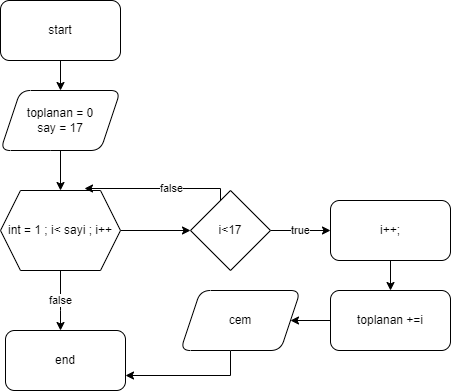 start
toplanan = 0
say = 17
false
int = 1 ; i< sayi ; i++
i<17
true
i++;
false
cem
toplanan +=i
end